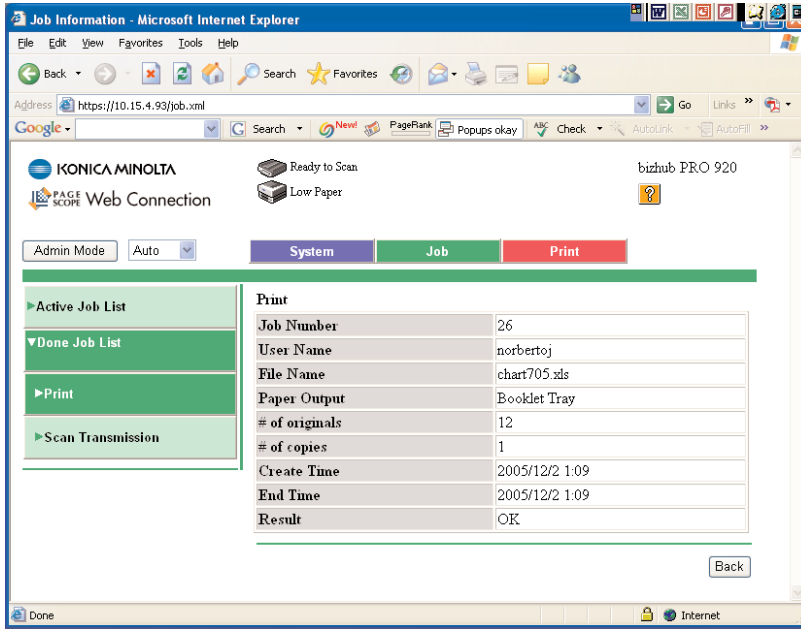 Job Information - Microsoft Internet Explorer
File Edit View Favorites Tools Help
Back Search Favorites
Address https://10.15.4.93/job.xml Go Links »
Google Search New! PageRank Popups okay ABC Check AutoLink AutoFill »
KONICA MINOLTA Ready to Scan bizhub PRO 920
PAGE SCOPE Web Connection Low Paper ?
Admin Mode Auto System Job Print
Active Job List
Done Job List
Print
Scan Transmission
Print
Job Number 26
User Name norbertoj
File Name chart705.xls
Paper Output Booklet Tray
# of originals 12
# of copies 1
Create Time 2005/12/2 1:09
End Time 2005/12/2 1:09
Result OK
Back
Done Internet